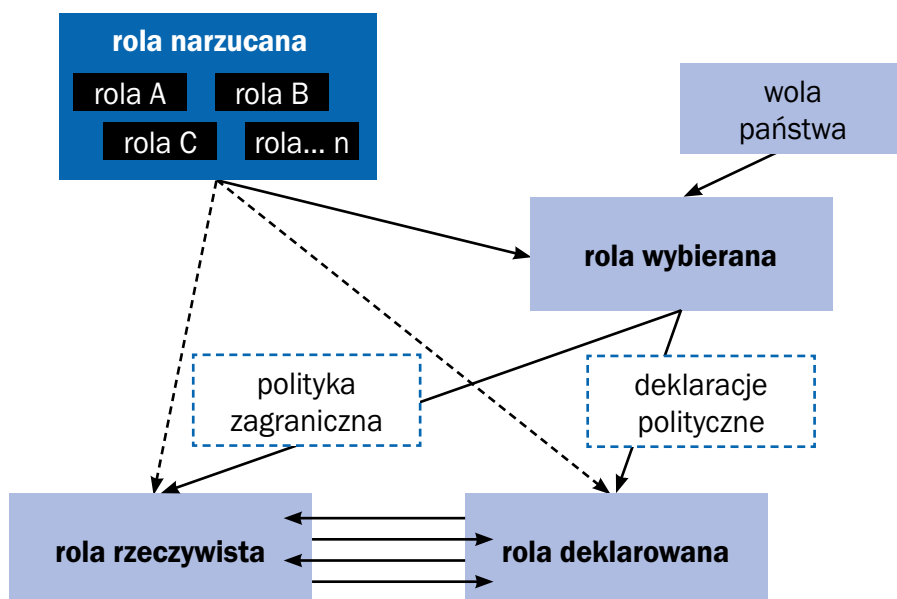 rola narzucana
rola A
rola B
rola C
rola... n
wola
państwa
rola wybierana
polityka
zagraniczna
deklaracje
polityczne
rola rzeczywista
rola deklarowana